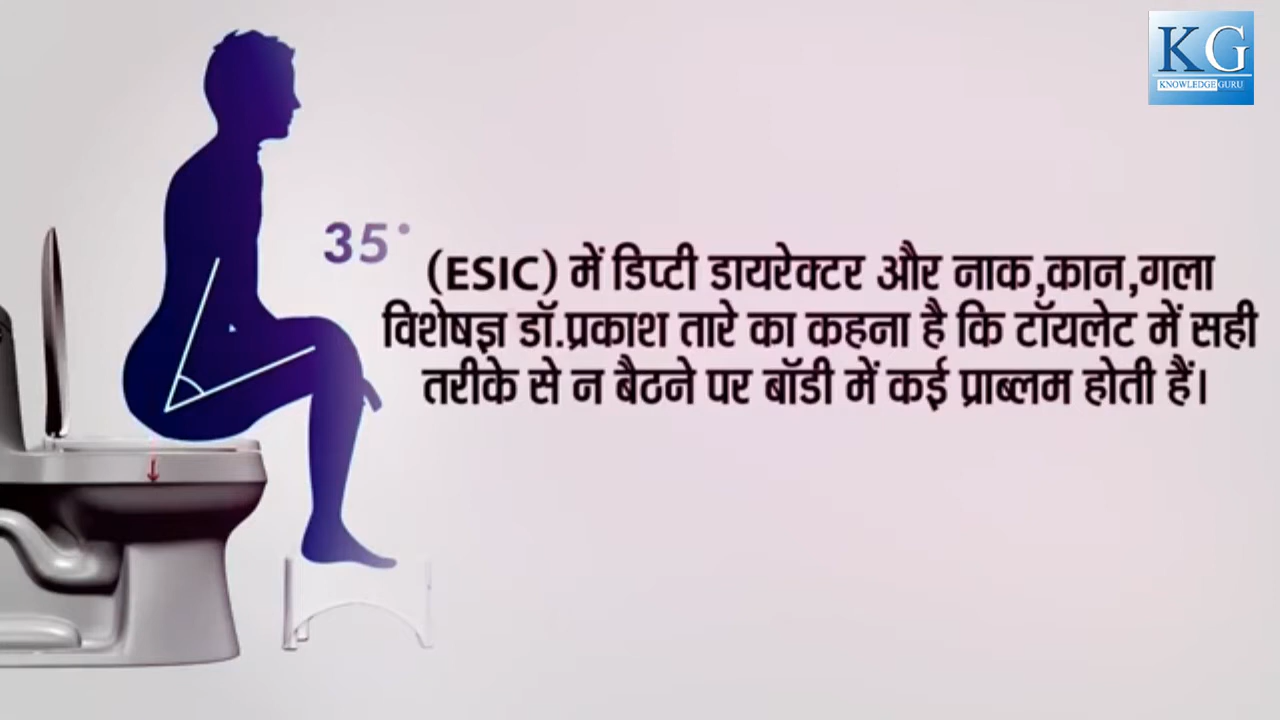 KG
KNOWLEDGE GURU
35°
(ESIC) में डिप्टी डायरेक्टर और नाक,कान,गला
विशेषज्ञ डॉ.प्रकाश तारे का कहना है कि टॉयलेट में सही
तरीके से न बैठने पर बॉडी में कई प्राब्लम होती हैं।